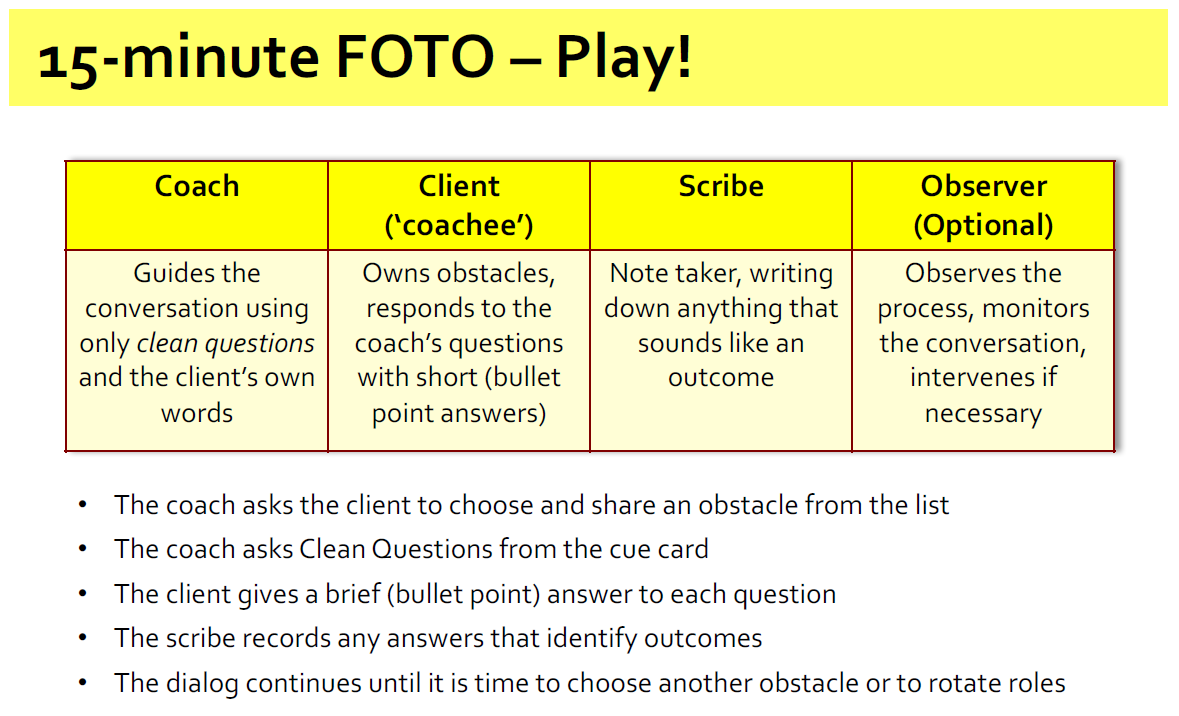 15-minute FOTO – Play!
Coach
Client
(‘coachee’)
Scribe
Observer
(Optional)
Guides the
conversation using
only clean questions
and the client’s own
words
Owns obstacles,
responds to the
coach’s questions
with short (bullet
point answers)
Note taker, writing
down anything that
sounds like an
outcome
Observes the
process, monitors
the conversation,
intervenes if
necessary
• The coach asks the client to choose and share an obstacle from the list
• The coach asks Clean Questions from the cue card
• The client gives a brief (bullet point) answer to each question
• The scribe records any answers that identify outcomes
• The dialog continues until it is time to choose another obstacle or to rotate roles